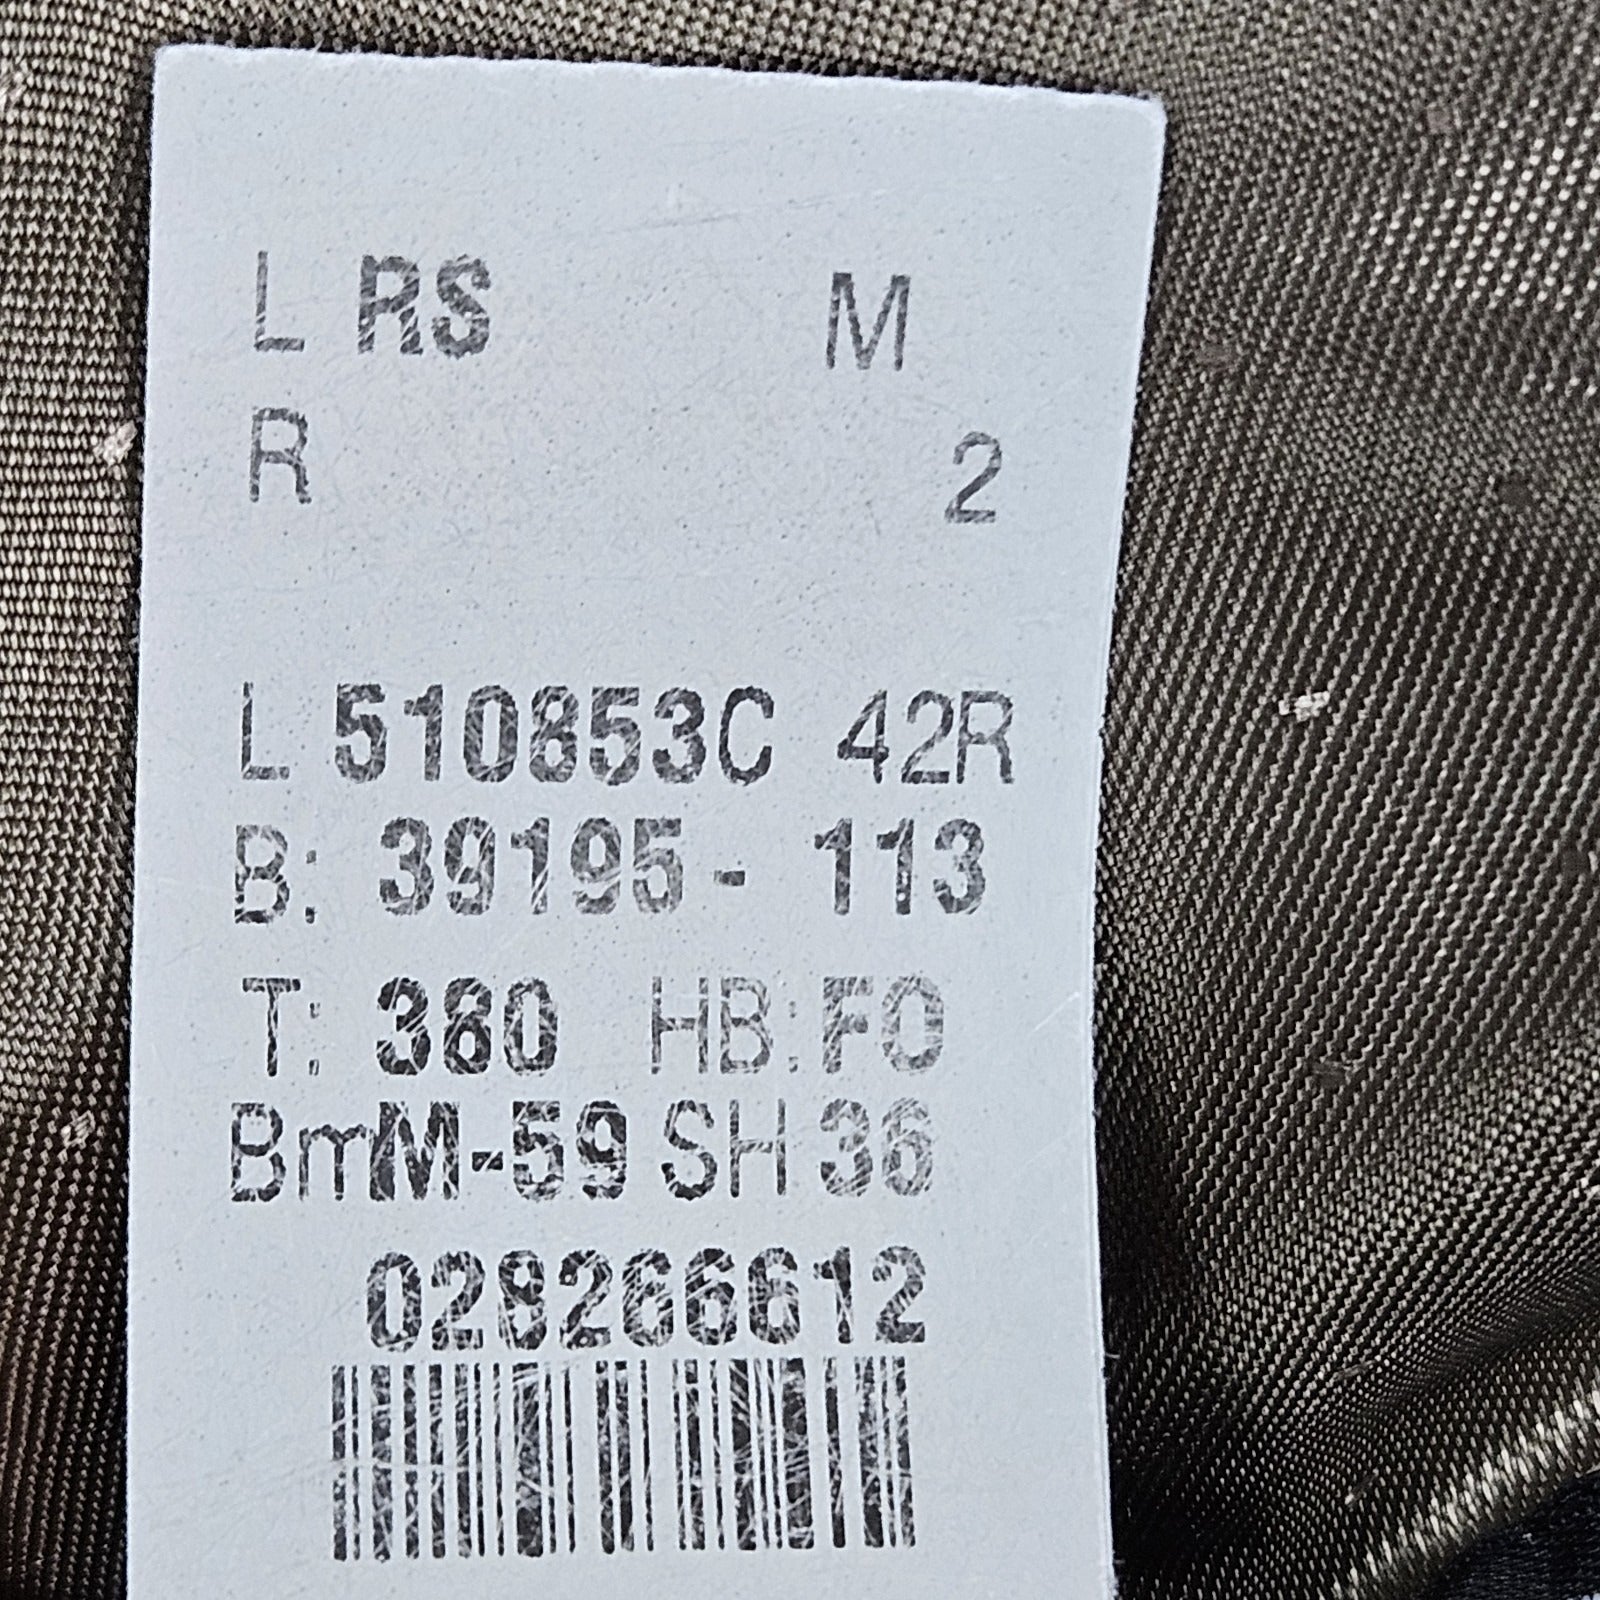 L RS M
R 2
L 510853C 42R
B: 39195- 113
T: 380 HB:FO
BmM-59 SH 36
028266612